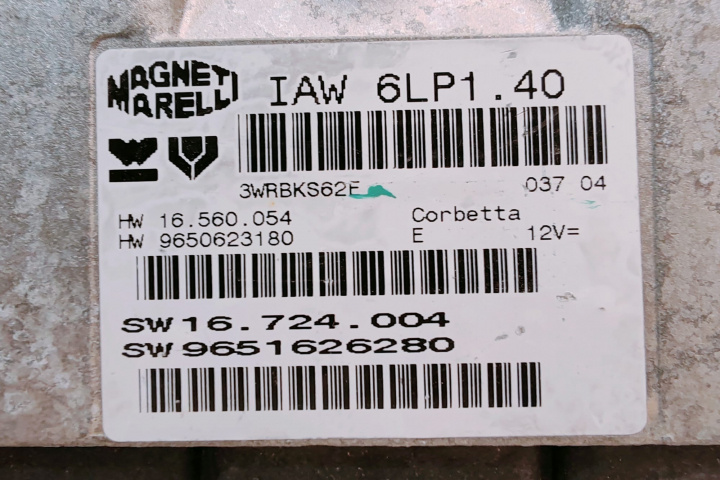 MAGNETI
MARELLI
IAW 6LP1.40
3WRBKS62E 037 04
HW 16.560.054 Corbetta
HW 9650623180 E 12V=
SW 16.724.004
SW 9651626280